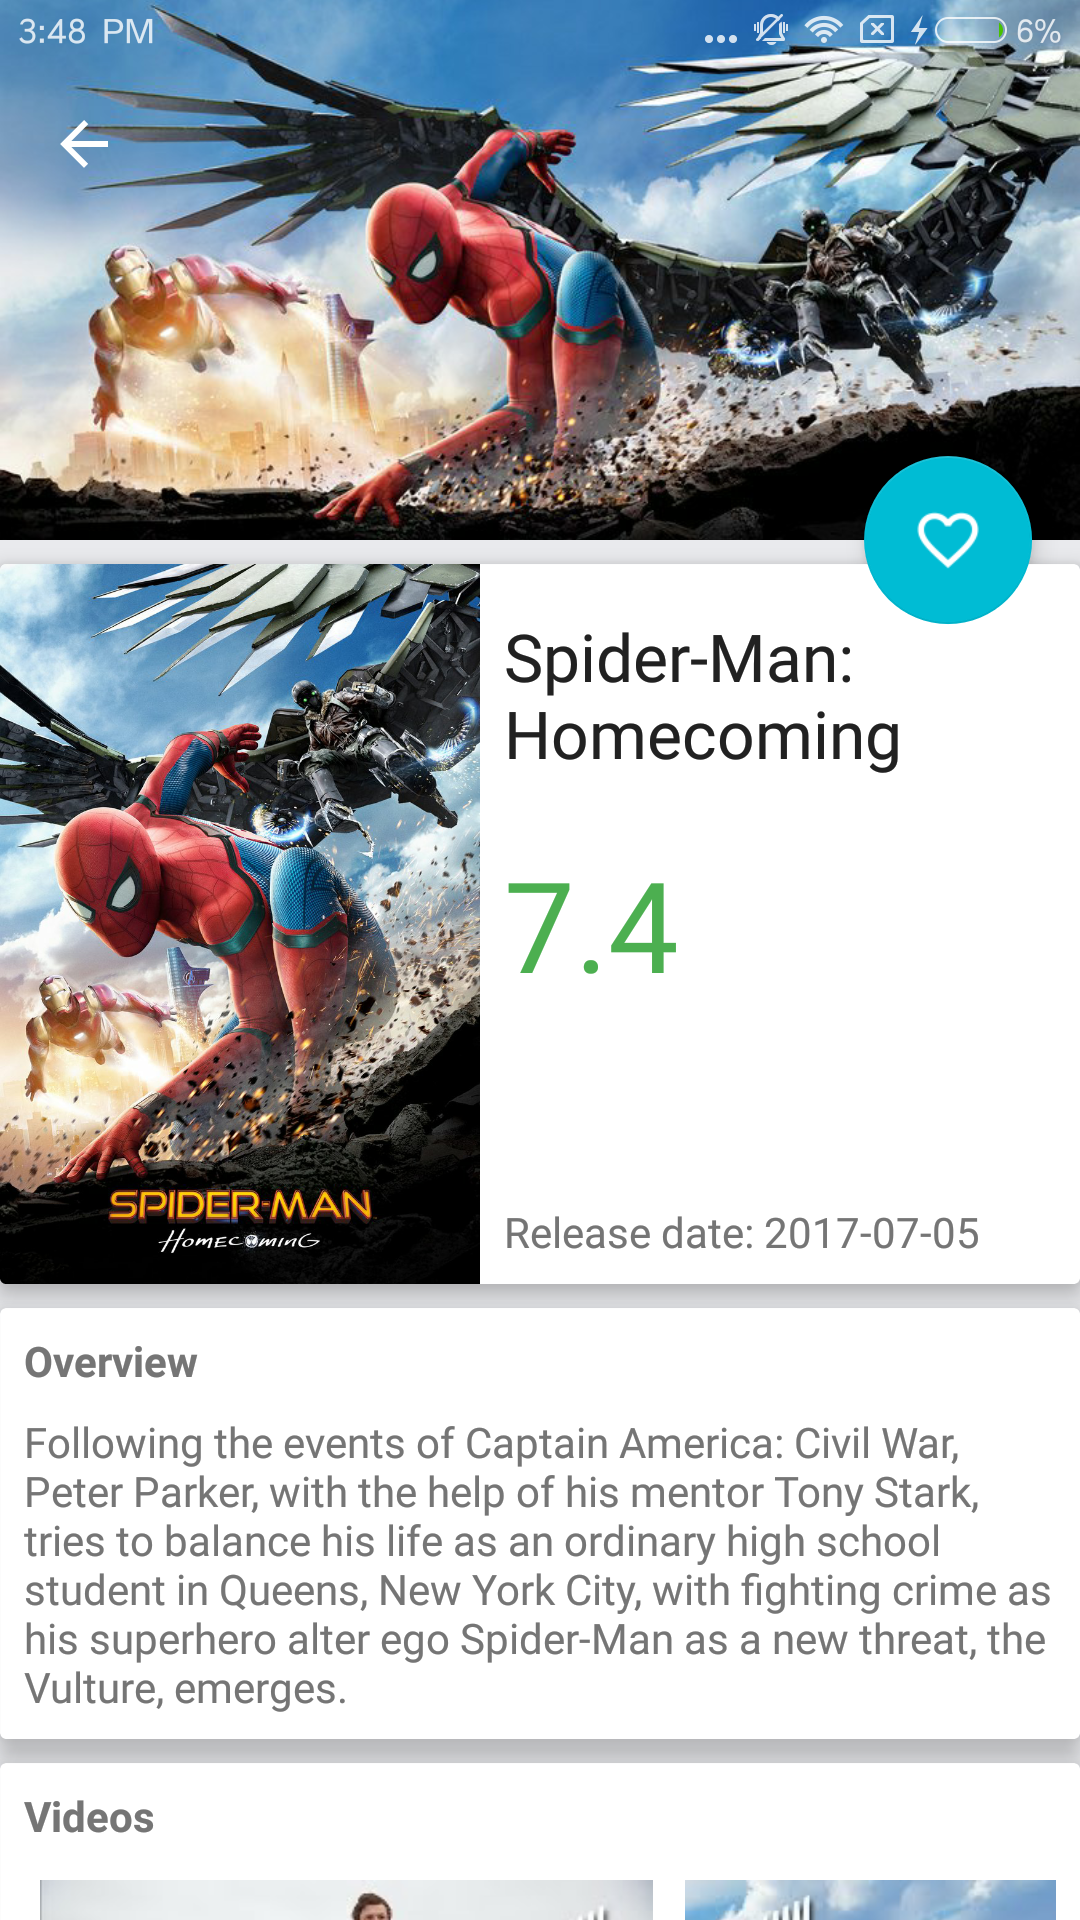 3:48 PM
6%
Spider-Man:
Homecoming
7.4
SPIDER-MAN
HOMECOMING
Release date: 2017-07-05
Overview
Following the events of Captain America: Civil War,
Peter Parker, with the help of his mentor Tony Stark,
tries to balance his life as an ordinary high school
student in Queens, New York City, with fighting crime as
his superhero alter ego Spider-Man as a new threat, the
Vulture, emerges.
Videos